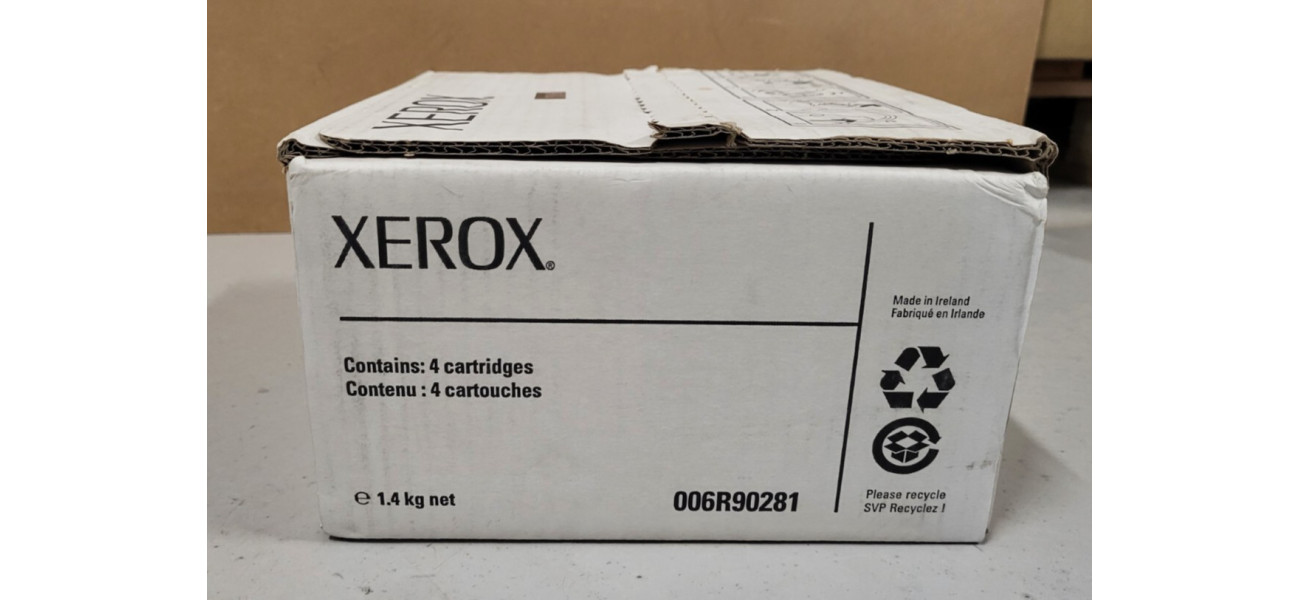 XEROX
XEROX®
Made in Ireland
Fabriqué en Irlande
Contains: 4 cartridges
Contenu : 4 cartouches
℮ 1.4 kg net
006R90281
Please recycle
SVP Recyclez !